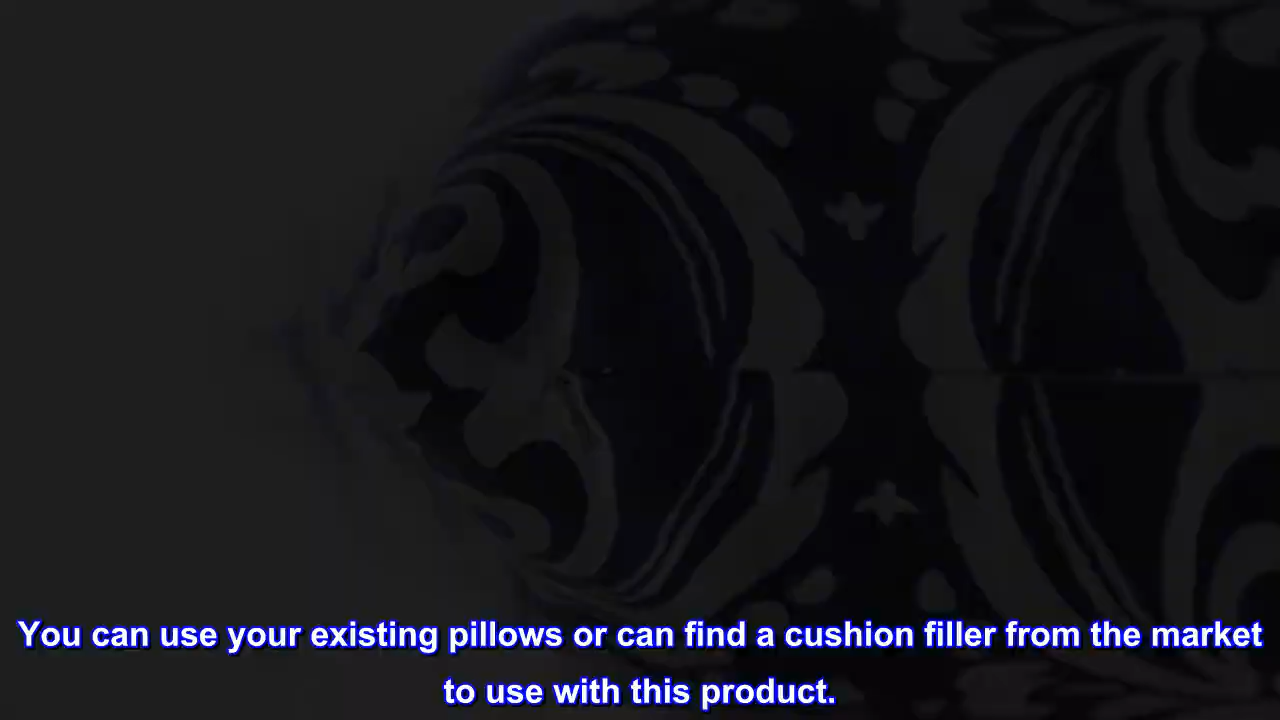 You can use your existing pillows or can find a cushion filler from the market
to use with this product.